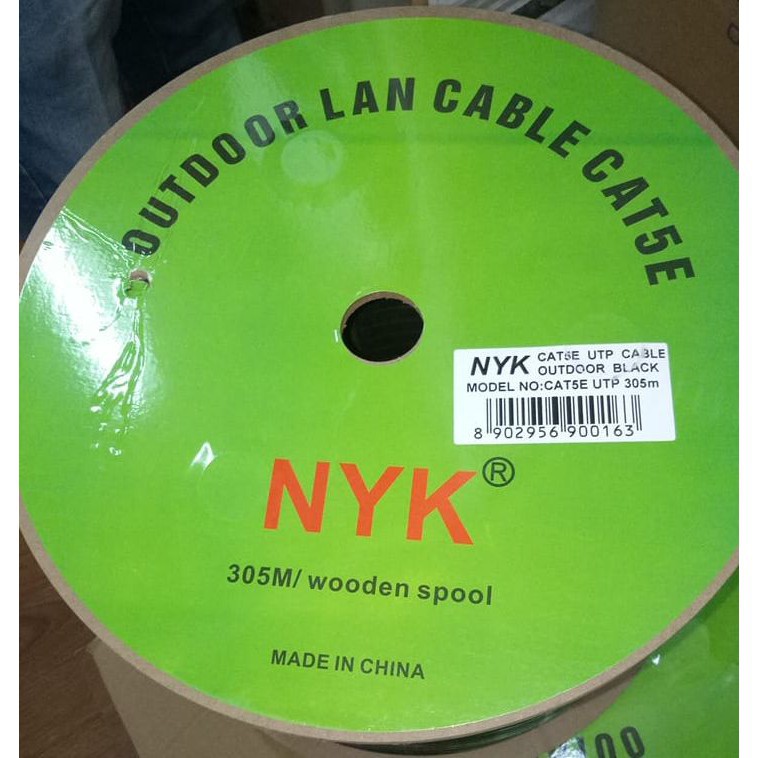 OUTDOOR LAN CABLE CAT5E
NYK CAT5E UTP CABLE
OUTDOOR BLACK
MODEL NO:CAT5E UTP 305m
8 902956 900163
NYK®
305M/ wooden spool
MADE IN CHINA